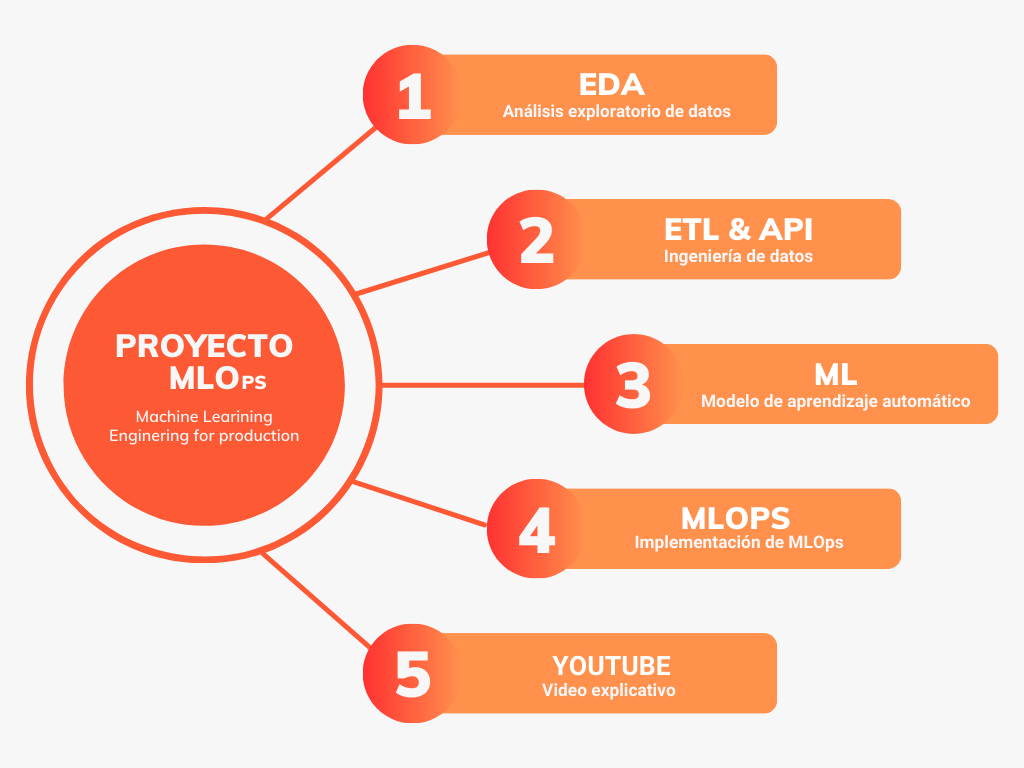 PROYECTO
MLOPS
Machine Learining
Enginering for production
1
EDA
Análisis exploratorio de datos
2
ETL & API
Ingeniería de datos
3
ML
Modelo de aprendizaje automático
4
MLOPS
Implementación de MLOps
5
YOUTUBE
Video explicativo